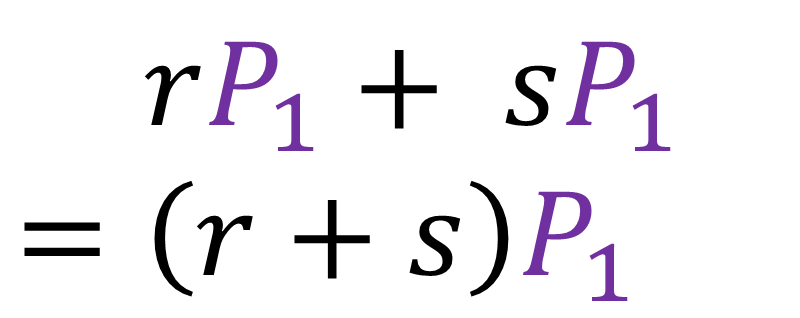 rP₁ + sP₁
= (r + s)P₁